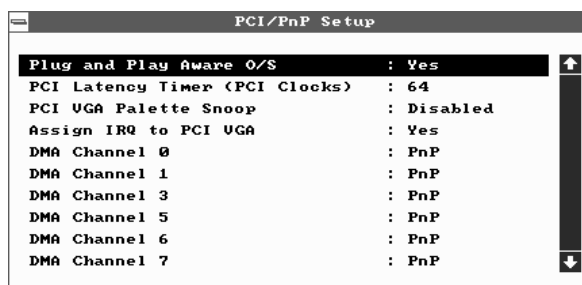 PCI/PnP Setup
Plug and Play Aware O/S : Yes
PCI Latency Timer (PCI Clocks) : 64
PCI VGA Palette Snoop : Disabled
Assign IRQ to PCI VGA : Yes
DMA Channel 0 : PnP
DMA Channel 1 : PnP
DMA Channel 3 : PnP
DMA Channel 5 : PnP
DMA Channel 6 : PnP
DMA Channel 7 : PnP